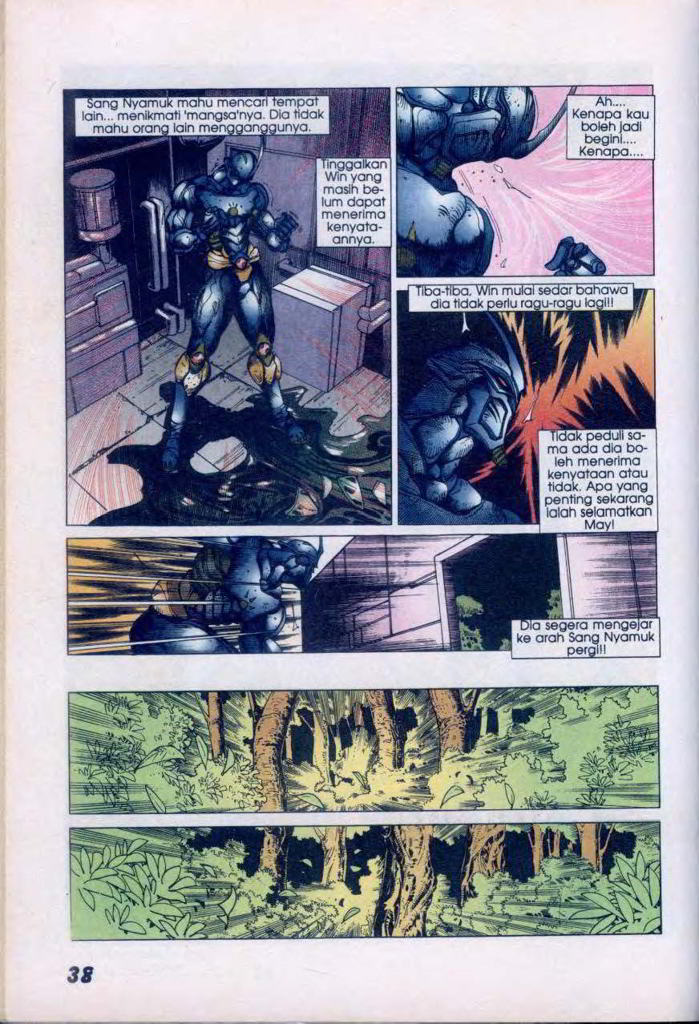 Sang Nyamuk mahu mencari tempat
lain... menikmati 'mangsa'nya. Dia tidak
mahu orang lain mengganggunya.
Tinggalkan
Win yang
masih be-
lum dapat
menerima
kenyata-
annya.
Ah....
Kenapa kau
boleh jadi
begini....
Kenapa....
Tiba-tiba, Win mulai sedar bahawa
dia tidak perlu ragu-ragu lagi!!!
Tidak peduli sa-
ma ada dia bo-
leh menerima
kenyataan atau
tidak. Apa yang
penting sekarang
ialah selamatkan
May!
Dia segera mengejar
ke arah Sang Nyamuk
pergi!!
38